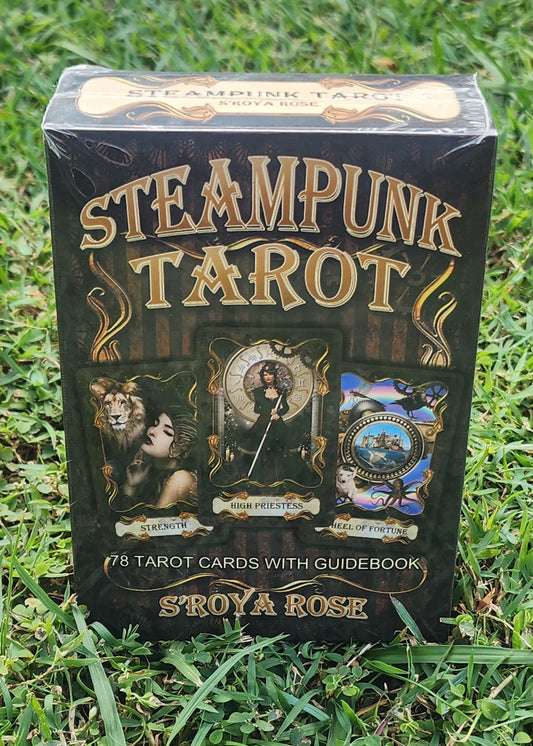 STEAMPUNK TAROT
S'ROYA ROSE
STEAMPUNK
TAROT
STRENGTH
HIGH PRIESTESS
HEEL OF FORTUNE
78 TAROT CARDS WITH GUIDEBOOK
S'ROYA ROSE